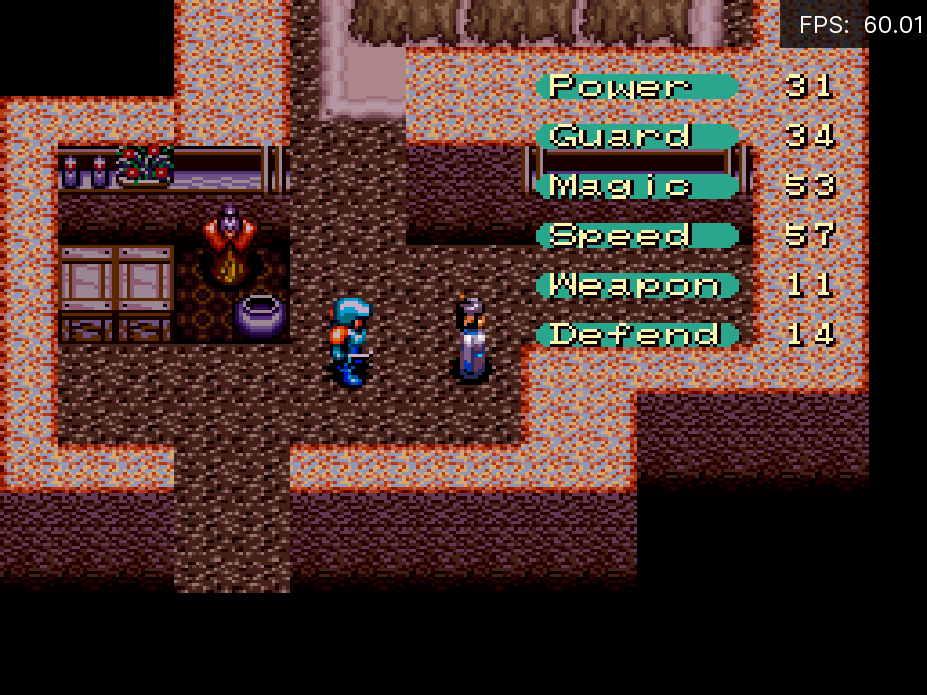 FPS: 60.01
Power 31
Guard 34
Magic 53
Speed 57
Weapon 11
Defend 14